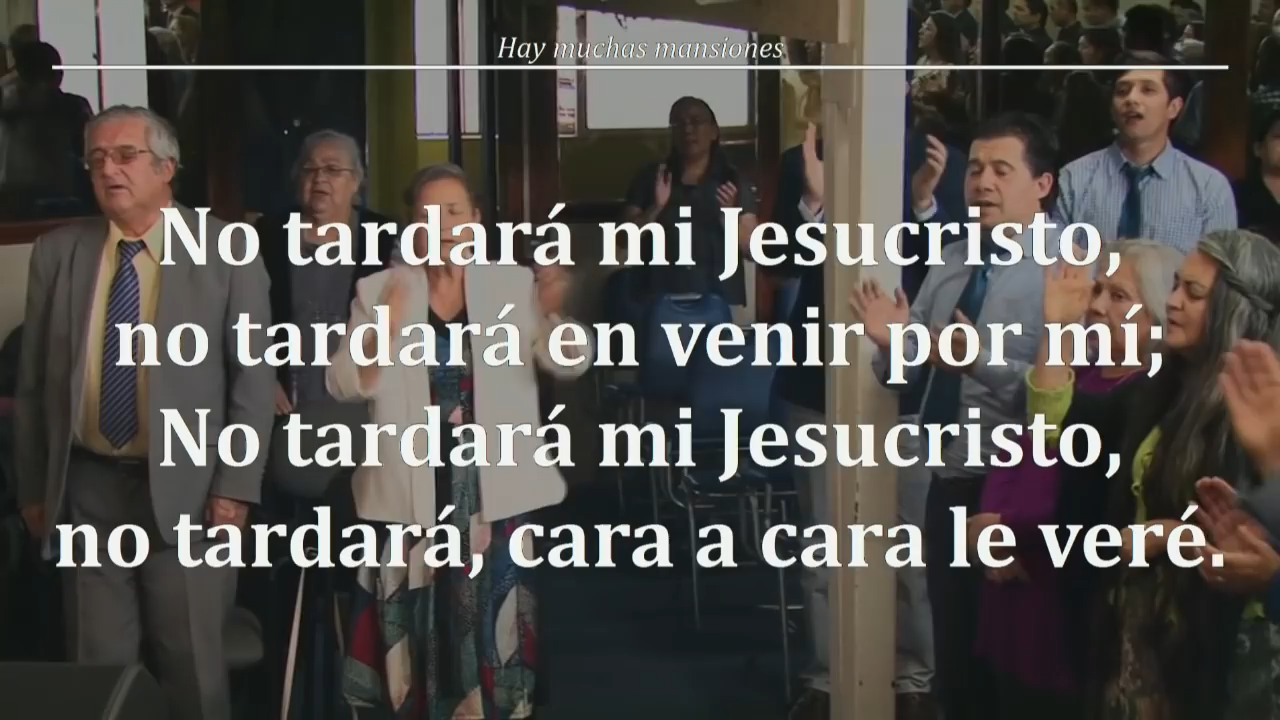 Hay muchas mansiones
No tardará mi Jesucristo,
no tardará en venir por mí;
No tardará mi Jesucristo,
no tardará, cara a cara le veré.